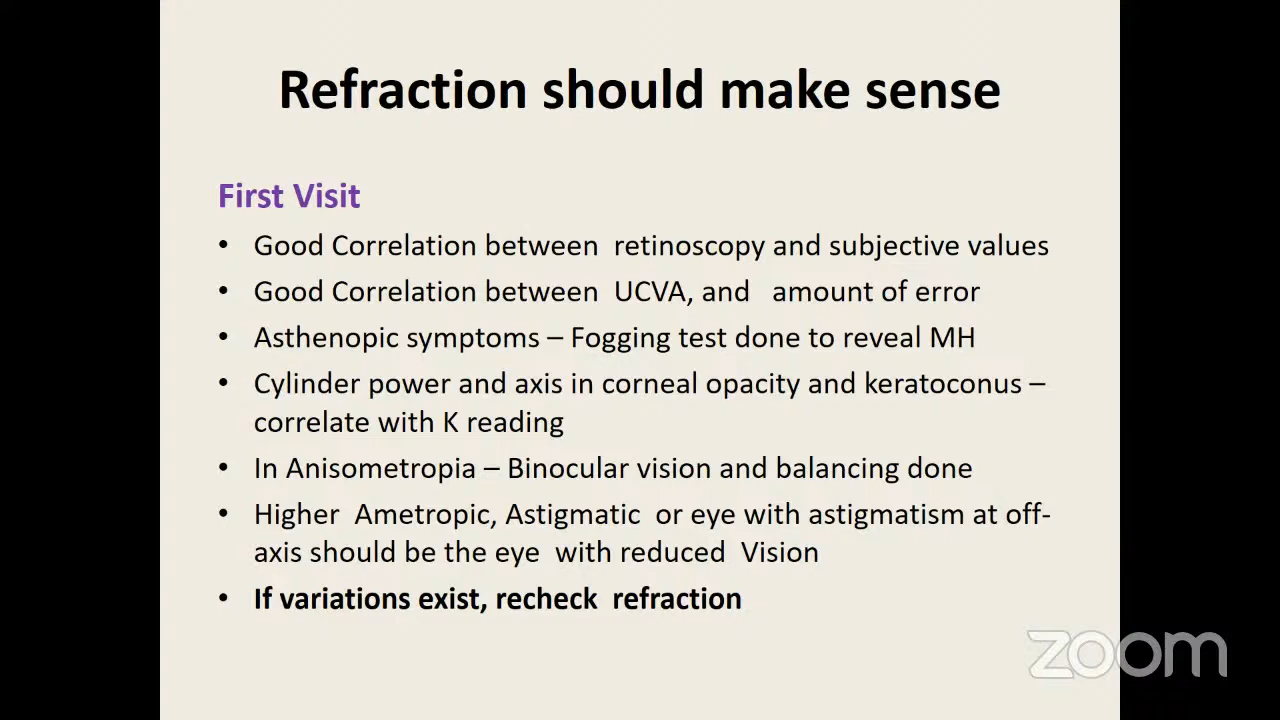 Refraction should make sense
First Visit
• Good Correlation between retinoscopy and subjective values
• Good Correlation between UCVA, and amount of error
• Asthenopic symptoms – Fogging test done to reveal MH
• Cylinder power and axis in corneal opacity and keratoconus –
correlate with K reading
• In Anisometropia – Binocular vision and balancing done
• Higher Ametropic, Astigmatic or eye with astigmatism at off-
axis should be the eye with reduced Vision
• If variations exist, recheck refraction
zoom